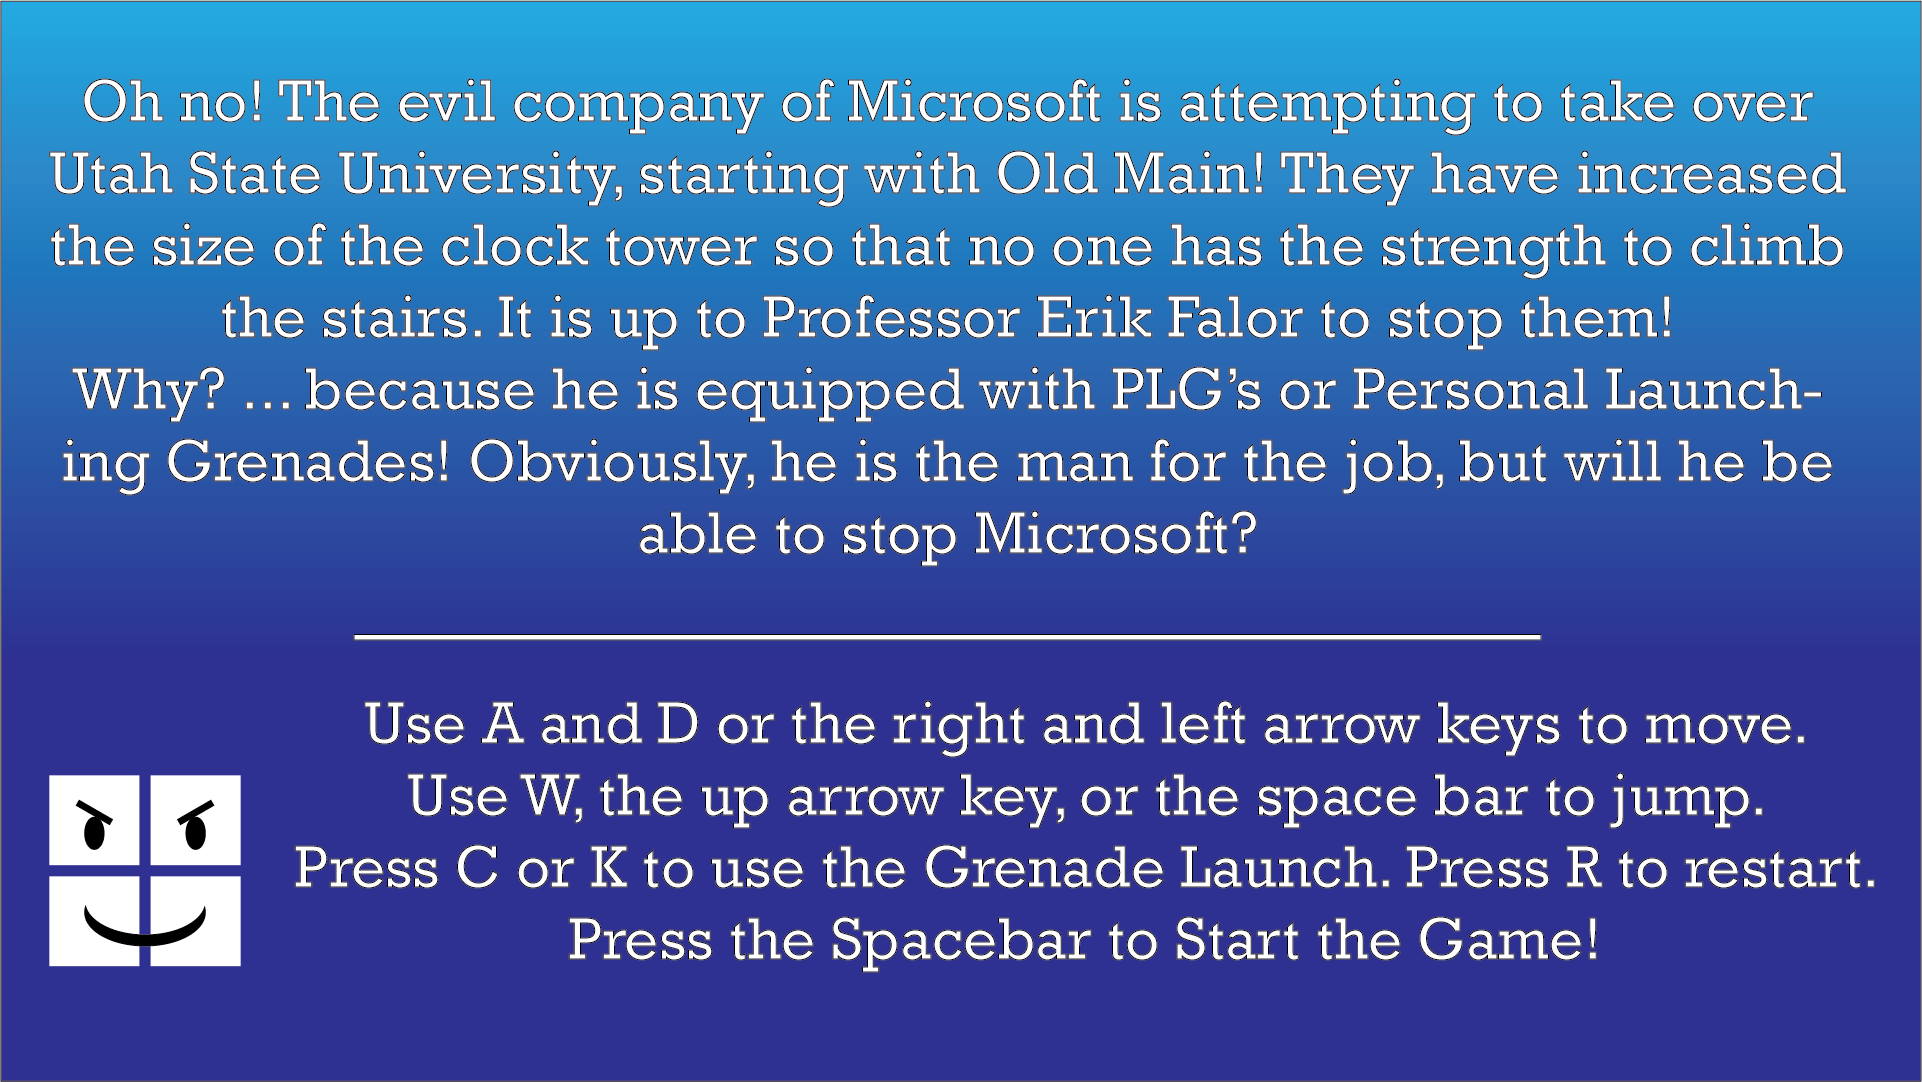 Oh no! The evil company of Microsoft is attempting to take over
Utah State University, starting with Old Main! They have increased
the size of the clock tower so that no one has the strength to climb
the stairs. It is up to Professor Erik Falor to stop them!
Why? ... because he is equipped with PLG’s or Personal Launch-
ing Grenades! Obviously, he is the man for the job, but will he be
able to stop Microsoft?
Use A and D or the right and left arrow keys to move.
Use W, the up arrow key, or the space bar to jump.
Press C or K to use the Grenade Launch. Press R to restart.
Press the Spacebar to Start the Game!